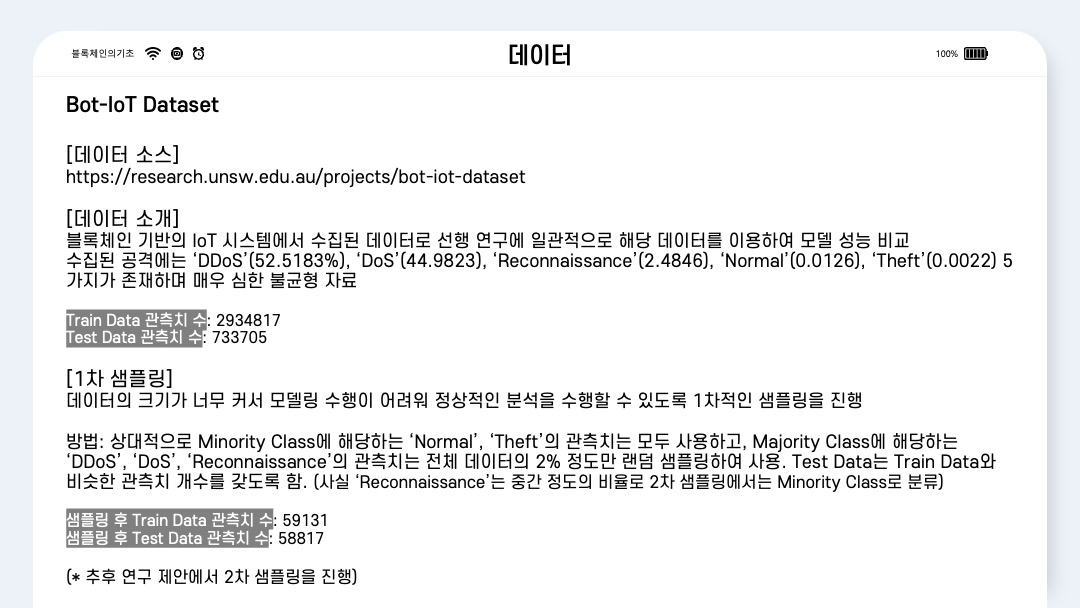 블록체인의기초
데이터
100%
Bot-IoT Dataset
[데이터 소스]
https://research.unsw.edu.au/projects/bot-iot-dataset
[데이터 소개]
블록체인 기반의 IoT 시스템에서 수집된 데이터로 선행 연구에 일관적으로 해당 데이터를 이용하여 모델 성능 비교
수집된 공격에는 ‘DDoS’(52.5183%), ‘DoS’(44.9823), ‘Reconnaissance’(2.4846), ‘Normal’(0.0126), ‘Theft’(0.0022) 5
가지가 존재하며 매우 심한 불균형 자료
Train Data 관측치 수: 2934817
Test Data 관측치 수: 733705
[1차 샘플링]
데이터의 크기가 너무 커서 모델링 수행이 어려워 정상적인 분석을 수행할 수 있도록 1차적인 샘플링을 진행
방법: 상대적으로 Minority Class에 해당하는 ‘Normal’, ‘Theft’의 관측치는 모두 사용하고, Majority Class에 해당하는
‘DDoS’, ‘DoS’, ‘Reconnaissance’의 관측치는 전체 데이터의 2% 정도만 랜덤 샘플링하여 사용. Test Data는 Train Data와
비슷한 관측치 개수를 갖도록 함. (사실 ‘Reconnaissance’는 중간 정도의 비율로 2차 샘플링에서는 Minority Class로 분류)
샘플링 후 Train Data 관측치 수: 59131
샘플링 후 Test Data 관측치 수: 58817
(* 추후 연구 제안에서 2차 샘플링을 진행)